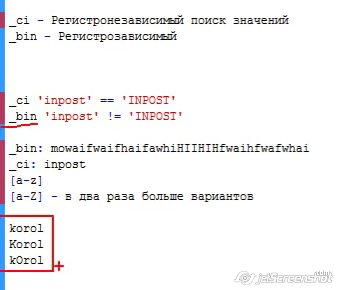 _ci - Регистронезависимый поиск значений
_bin - Регистрозависимый
_ci 'inpost' == 'INPOST'
_bin 'inpost' != 'INPOST'
_bin: mowaifwaifhaifawhiHIIHIHfwaihfwafwhai
_ci: inpost
[a-z]
[a-Z] - в два раза больше вариантов
korol
Korol
kOrol
jetScreenshot